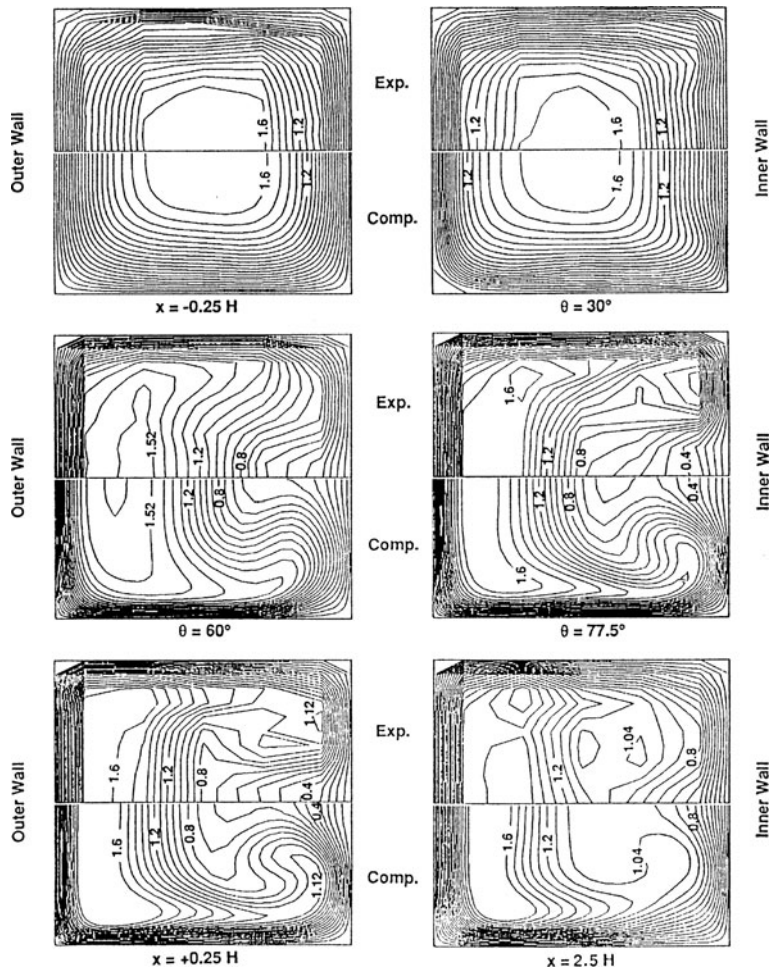 Outer Wall
Exp.
Comp.
Inner Wall
1.6
1.2
1.6
1.2
1.2
1.6
1.2
1.2
1.6
1.2
x = -0.25 H
θ = 30°
Outer Wall
Exp.
Comp.
Inner Wall
1.52
1.2
0.8
1.52
1.2
0.8
1.6
1.2
0.8
0.4
1.2
0.8
0.4
1.6
θ = 60°
θ = 77.5°
Outer Wall
Exp.
Comp.
Inner Wall
1.12
1.6
1.2
0.8
0.4
1.6
1.2
0.8
0.4
1.12
1.04
1.2
0.8
1.6
1.2
0.8
1.04
x = +0.25 H
x = 2.5 H